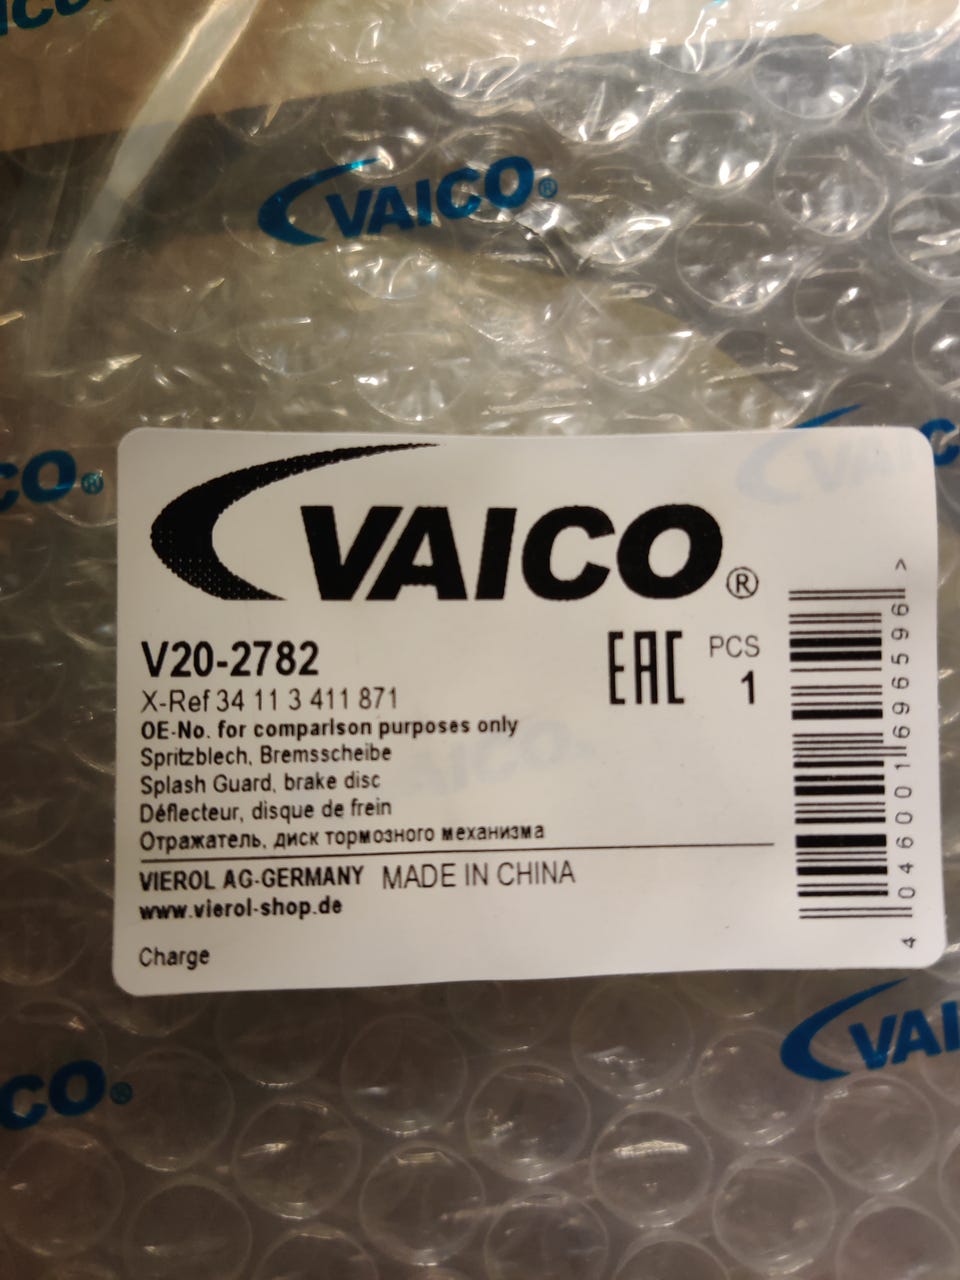 VAICO®
CO®
VAICO®
V20-2782
EAC PCS
1
X-Ref 34 11 3 411 871
OE-No. for comparison purposes only
Spritzblech, Bremsscheibe
Splash Guard, brake disc
Déflecteur, disque de frein
Отражатель, диск тормозного механизма
VIEROL AG-GERMANY MADE IN CHINA
www.vierol-shop.de
Charge
4 046001 696596 >
VAI
CO®